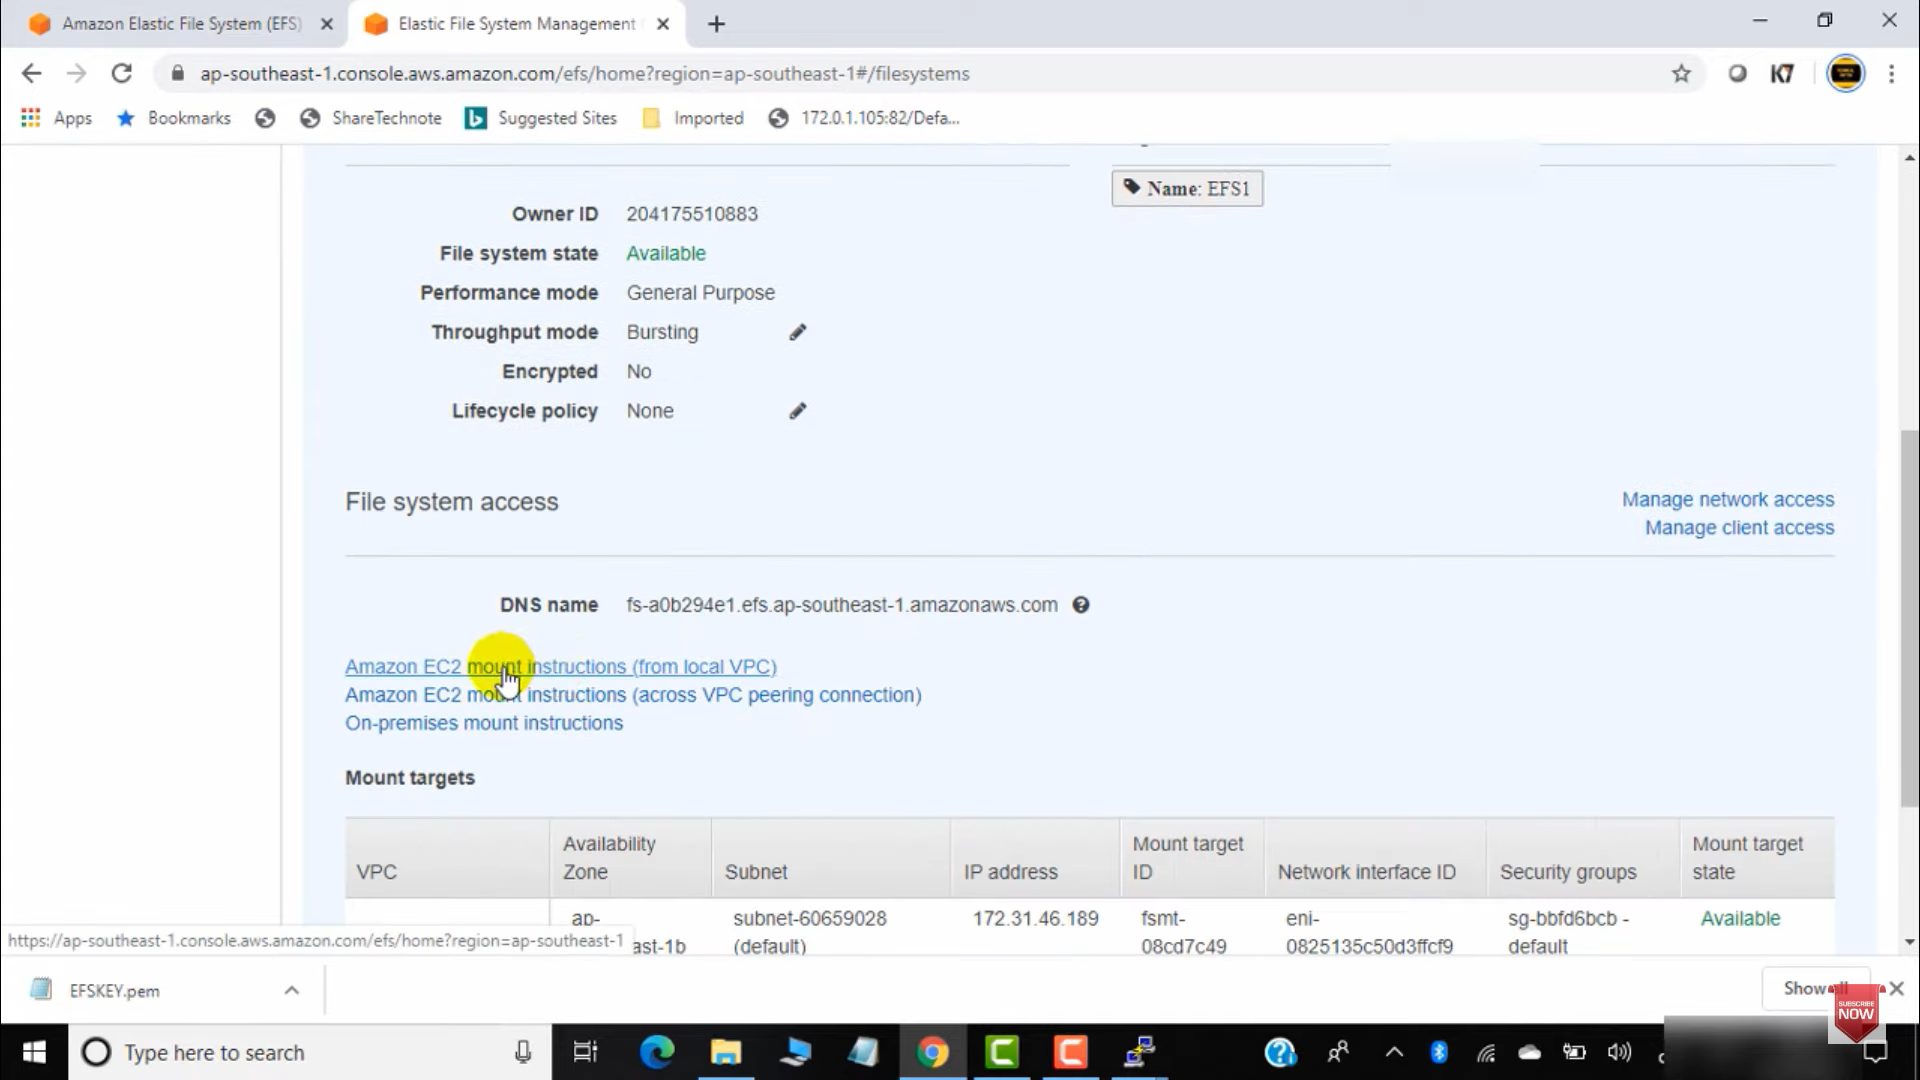 Amazon Elastic File System (EFS)
Elastic File System Management
ap-southeast-1.console.aws.amazon.com/efs/home?region=ap-southeast-1#/filesystems
K7
Apps
Bookmarks
ShareTechnote
Suggested Sites
Imported
172.0.1.105:82/Defa...
Name: EFS1
Owner ID 204175510883
File system state Available
Performance mode General Purpose
Throughput mode Bursting
Encrypted No
Lifecycle policy None
File system access
Manage network access
Manage client access
DNS name fs-a0b294e1.efs.ap-southeast-1.amazonaws.com
Amazon EC2 mount instructions (from local VPC)
Amazon EC2 mount instructions (across VPC peering connection)
On-premises mount instructions
Mount targets
VPC
Availability
Zone
Subnet
IP address
Mount target
ID
Network interface ID
Security groups
Mount target
state
ap-
ast-1b
subnet-60659028
(default)
172.31.46.189
fsmt-
08cd7c49
eni-
0825135c50d3ffcf9
sg-bbfd6bcb -
default
Available
https://ap-southeast-1.console.aws.amazon.com/efs/home?region=ap-southeast-1
EFSKEY.pem
Show
SUBSCRIBE
NOW
Type here to search